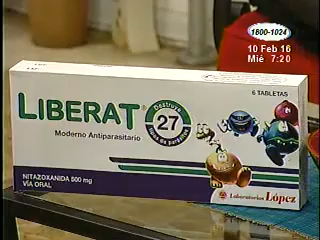 1800-1024
10 Feb 16
Mié 7:20
6 TABLETAS
LIBERAT®
Destruye
27
tipos de parásitos
Moderno Antiparasitario
NITAZOXANIDA 500 mg
VÍA ORAL
Laboratorios López